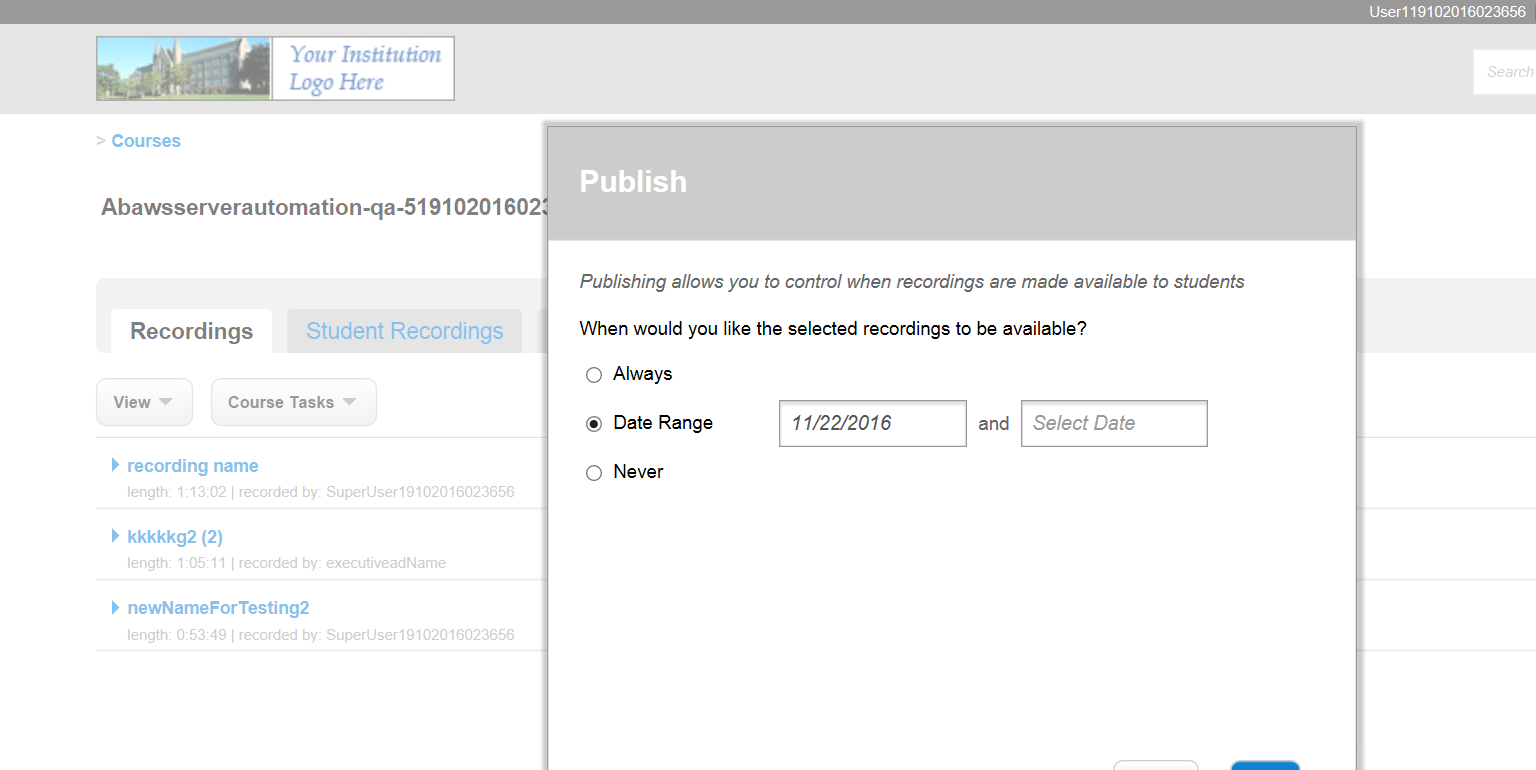 User119102016023656
Your Institution
Logo Here
Search
> Courses
Abawsserverautomation-qa-51910201602
Recordings
Student Recordings
View
Course Tasks
recording name
length: 1:13:02 | recorded by: SuperUser19102016023656
kkkkkg2 (2)
length: 1:05:11 | recorded by: executiveadName
newNameForTesting2
length: 0:53:49 | recorded by: SuperUser19102016023656
Publish
Publishing allows you to control when recordings are made available to students
When would you like the selected recordings to be available?
Always
Date Range 11/22/2016 and Select Date
Never